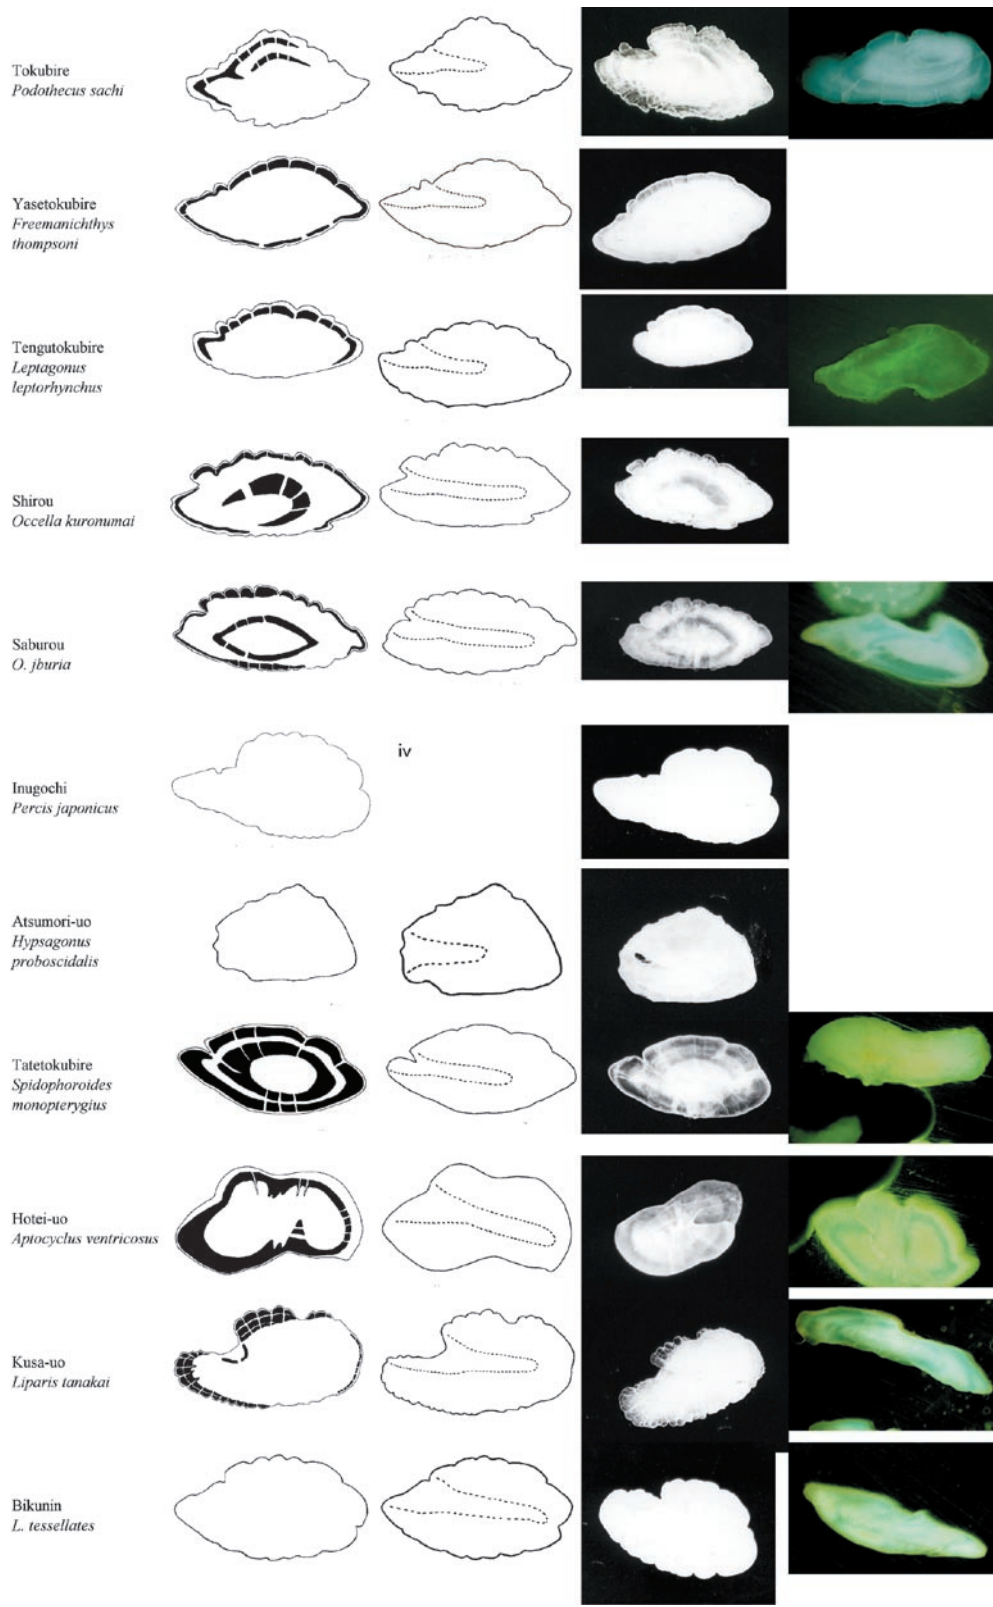 Tokubire
Podothecus sachi
Yasetokubire
Freemanichthys
thompsoni
Tengutokubire
Leptagonus
leptorhynchus
Shirou
Occella kuronumai
Saburou
O. jburia
Inugochi
Percis japonicus
iv
Atsumori-uo
Hypsagonus
proboscidalis
Tatetokubire
Spidophoroides
monopterygius
Hotei-uo
Aptocyclus ventricosus
Kusa-uo
Liparis tanakai
Bikunin
L. tessellates